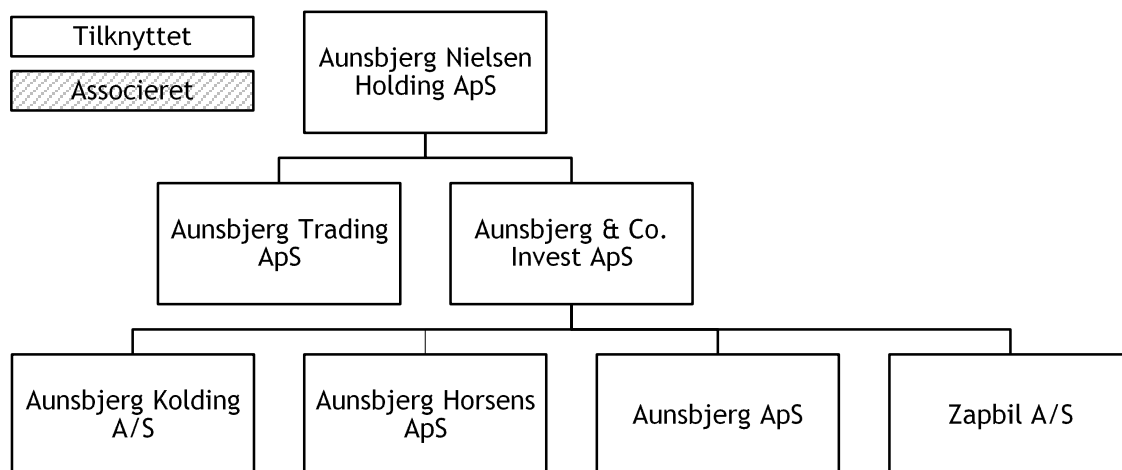 Tilknyttet
Associeret
Aunsbjerg Nielsen
Holding ApS
Aunsbjerg Trading
ApS
Aunsbjerg & Co.
Invest ApS
Aunsbjerg Kolding
A/S
Aunsbjerg Horsens
ApS
Aunsbjerg ApS
Zapbil A/S